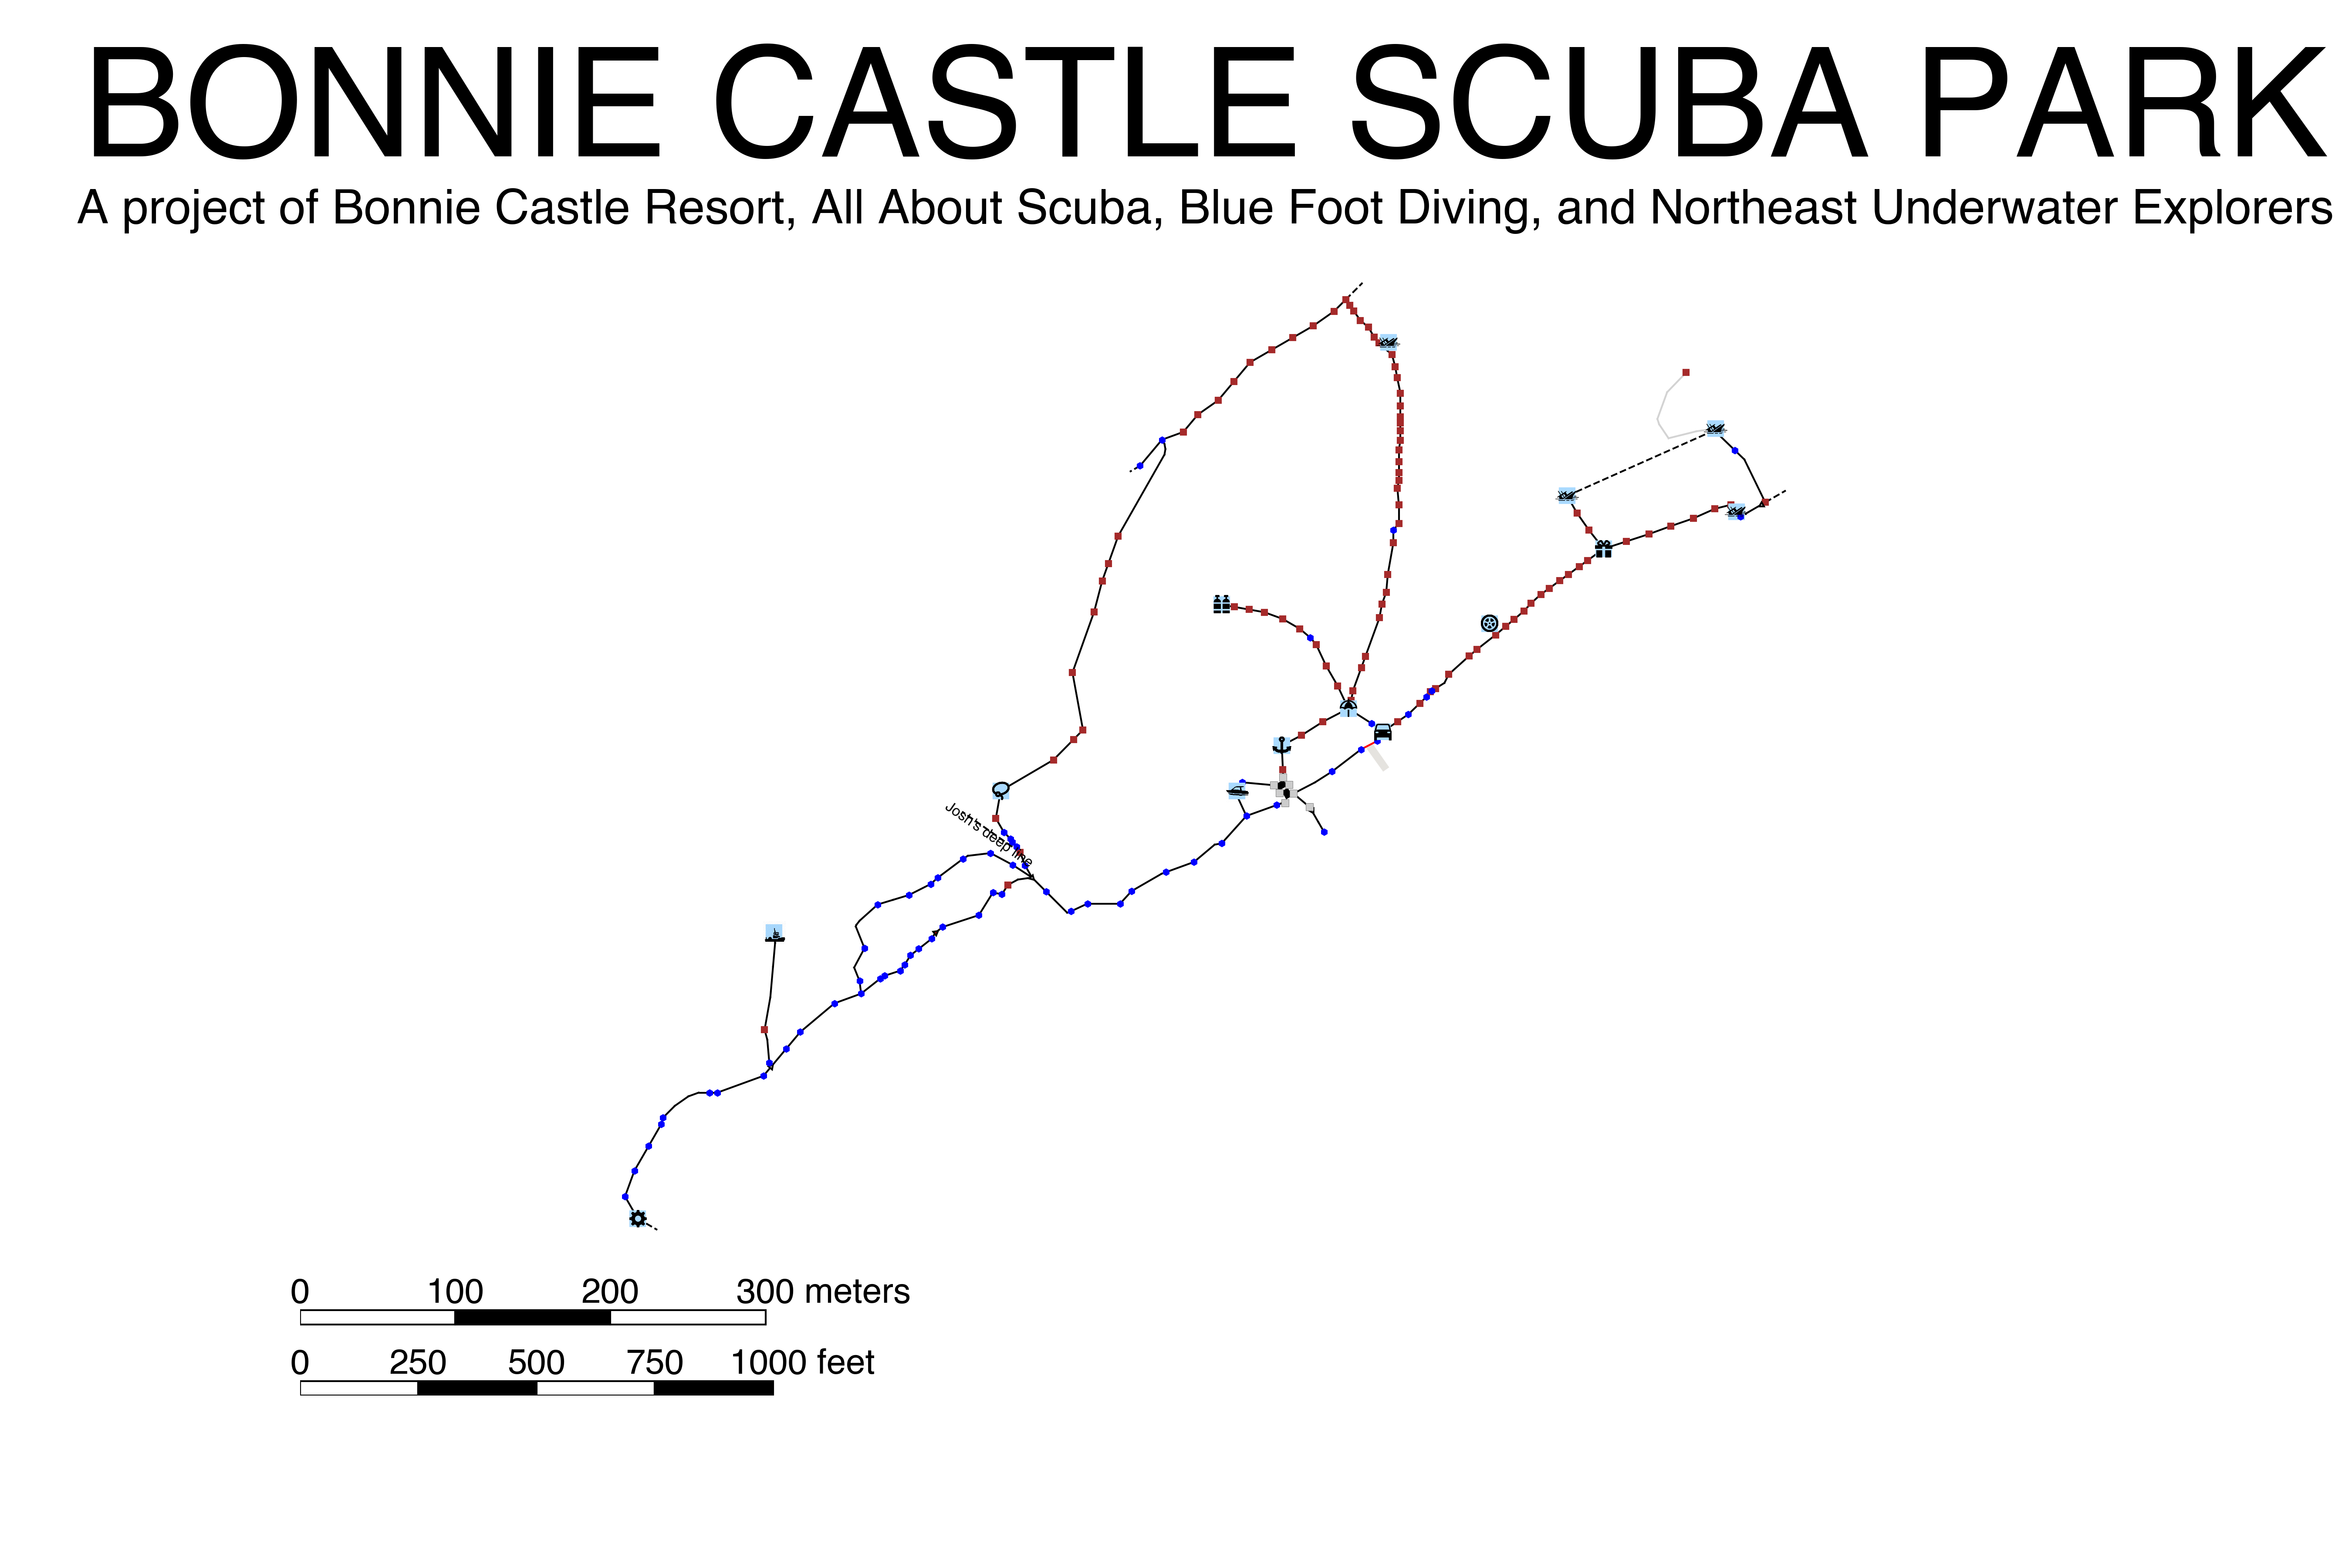 BONNIE CASTLE SCUBA PARK
A project of Bonnie Castle Resort, All About Scuba, Blue Foot Diving, and Northeast Underwater Explorers
Josh's deep line
0 100 200 300 meters
0 250 500 750 1000 feet